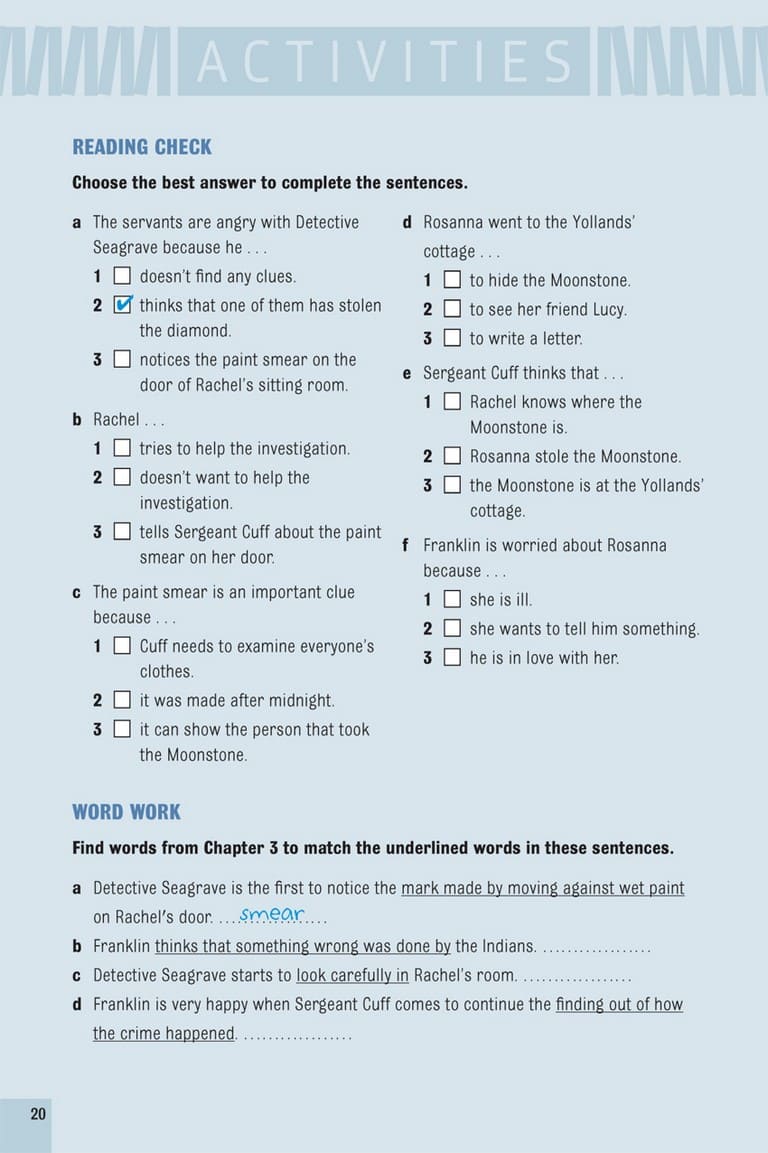 ACTIVITIES
READING CHECK
Choose the best answer to complete the sentences.
a The servants are angry with Detective
Seagrave because he . . .
1 doesn't find any clues.
2 ✔ thinks that one of them has stolen
the diamond.
3 notices the paint smear on the
door of Rachel's sitting room.
b Rachel . . .
1 tries to help the investigation.
2 doesn't want to help the
investigation.
3 tells Sergeant Cuff about the paint
smear on her door.
c The paint smear is an important clue
because . . .
1 Cuff needs to examine everyone's
clothes.
2 it was made after midnight.
3 it can show the person that took
the Moonstone.
d Rosanna went to the Yollands'
cottage . . .
1 to hide the Moonstone.
2 to see her friend Lucy.
3 to write a letter.
e Sergeant Cuff thinks that . . .
1 Rachel knows where the
Moonstone is.
2 Rosanna stole the Moonstone.
3 the Moonstone is at the Yollands'
cottage.
f Franklin is worried about Rosanna
because . . .
1 she is ill.
2 she wants to tell him something.
3 he is in love with her.
WORD WORK
Find words from Chapter 3 to match the underlined words in these sentences.
a Detective Seagrave is the first to notice the mark made by moving against wet paint
on Rachel's door. ...smear...
b Franklin thinks that something wrong was done by the Indians. ..................
c Detective Seagrave starts to look carefully in Rachel's room. ..................
d Franklin is very happy when Sergeant Cuff comes to continue the finding out of how
the crime happened. ..................
20